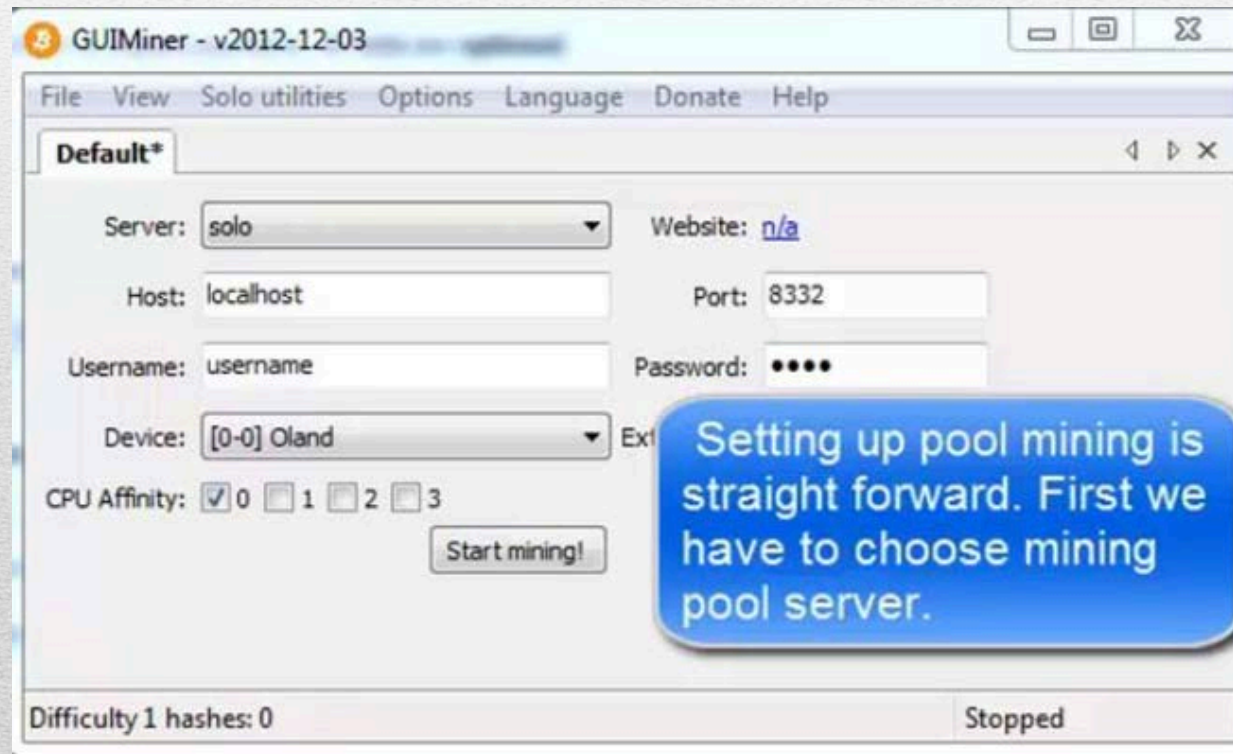 GUIMiner - v2012-12-03
File View Solo utilities Options Language Donate Help
Default*
Server: solo Website: n/a
Host: localhost Port: 8332
Username: username Password: ••••
Device: [0-0] Oland
CPU Affinity: 0 1 2 3
Start mining!
Setting up pool mining is
straight forward. First we
have to choose mining
pool server.
Difficulty 1 hashes: 0 Stopped